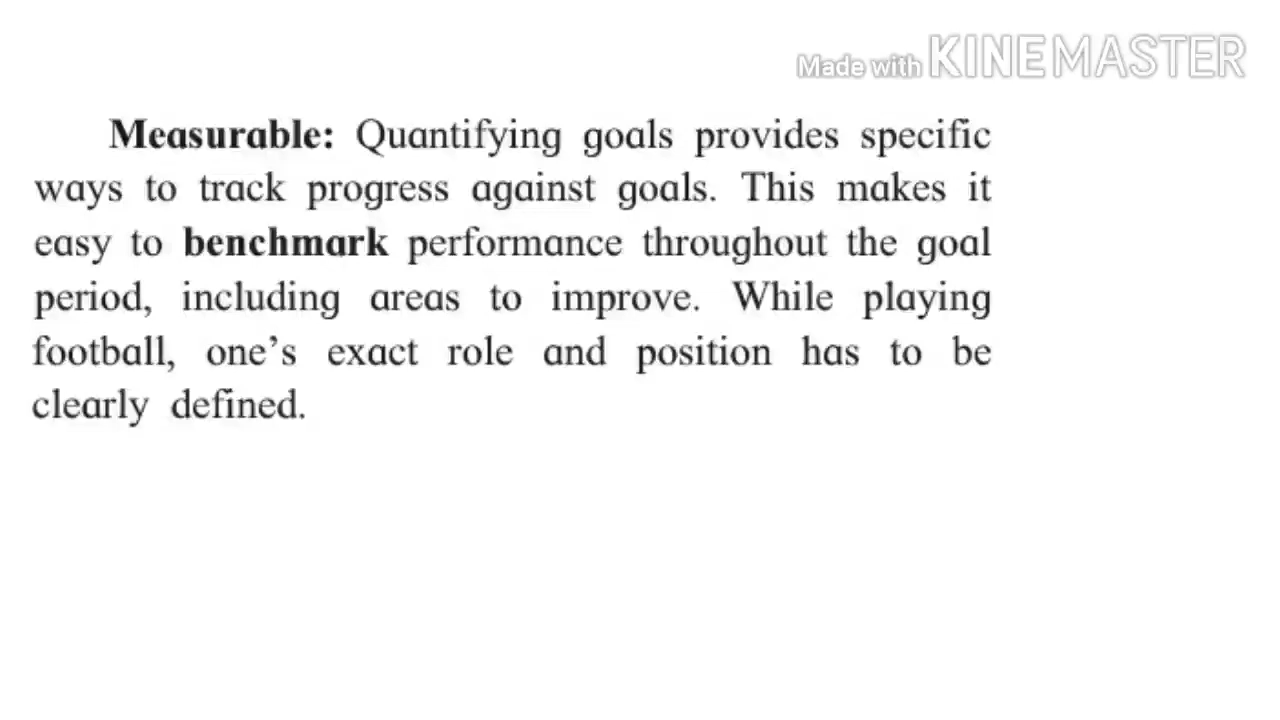 Made with KINEMASTER
Measurable: Quantifying goals provides specific
ways to track progress against goals. This makes it
easy to benchmark performance throughout the goal
period, including areas to improve. While playing
football, one’s exact role and position has to be
clearly defined.